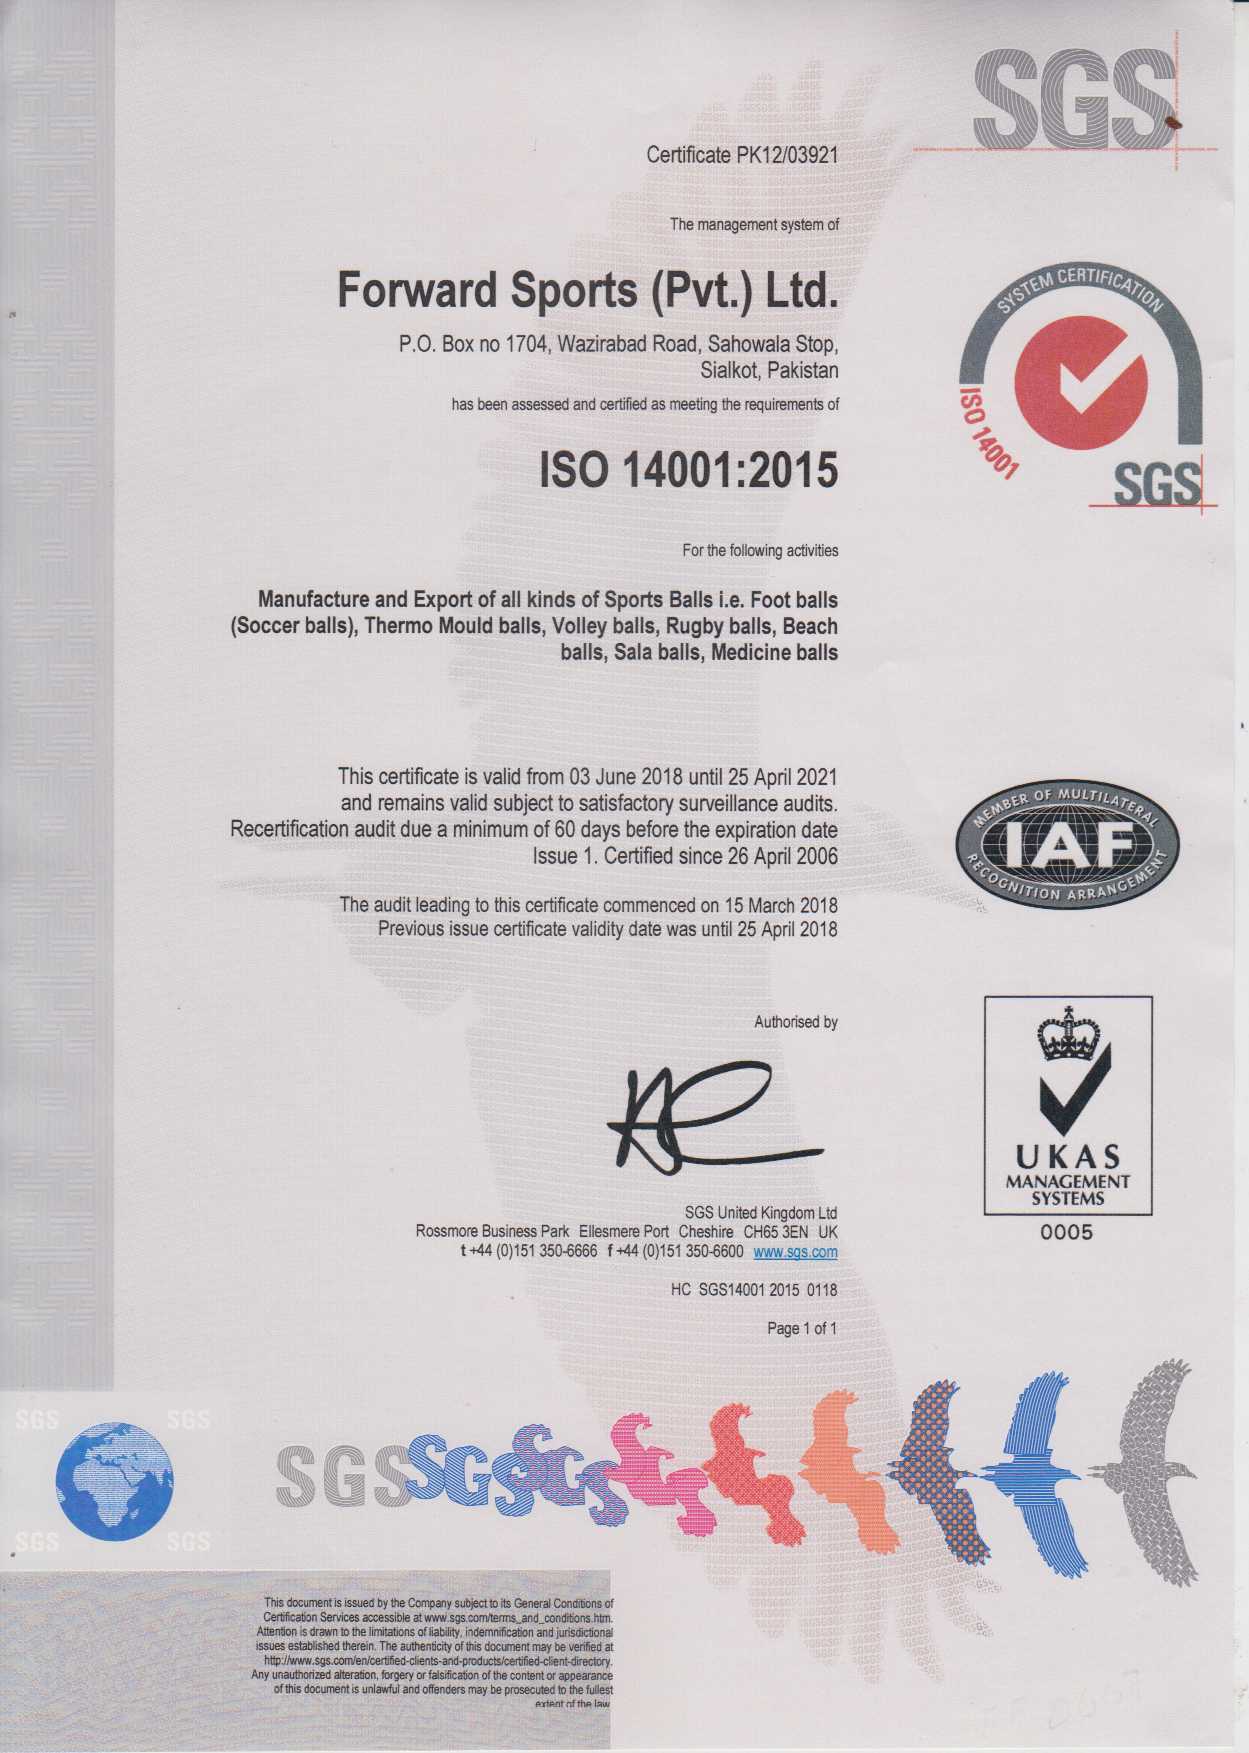 SGS
Certificate PK12/03921
The management system of
Forward Sports (Pvt.) Ltd.
P.O. Box no 1704, Wazirabad Road, Sahowala Stop,
Sialkot, Pakistan
has been assessed and certified as meeting the requirements of
ISO 14001:2015
For the following activities
Manufacture and Export of all kinds of Sports Balls i.e. Foot balls
(Soccer balls), Thermo Mould balls, Volley balls, Rugby balls, Beach
balls, Sala balls, Medicine balls
This certificate is valid from 03 June 2018 until 25 April 2021
and remains valid subject to satisfactory surveillance audits.
Recertification audit due a minimum of 60 days before the expiration date
Issue 1. Certified since 26 April 2006
The audit leading to this certificate commenced on 15 March 2018
Previous issue certificate validity date was until 25 April 2018
Authorised by
SGS United Kingdom Ltd
Rossmore Business Park Ellesmere Port Cheshire CH65 3EN UK
t +44 (0)151 350-6666 f +44 (0)151 350-6600 www.sgs.com
HC SGS14001 2015 0118
Page 1 of 1
SYSTEM CERTIFICATION
ISO 14001
SGS
MEMBER OF MULTILATERAL
IAF
RECOGNITION ARRANGEMENT
UKAS
MANAGEMENT
SYSTEMS
0005
SGS SGS
SGS SGS
SGS SGS SGS
This document is issued by the Company subject to its General Conditions of
Certification Services accessible at www.sgs.com/terms_and_conditions.htm.
Attention is drawn to the limitations of liability, indemnification and jurisdictional
issues established therein. The authenticity of this document may be verified at
http://www.sgs.com/en/certified-clients-and-products/certified-client-directory.
Any unauthorized alteration, forgery or falsification of the content or appearance
of this document is unlawful and offenders may be prosecuted to the fullest
extent of the law.